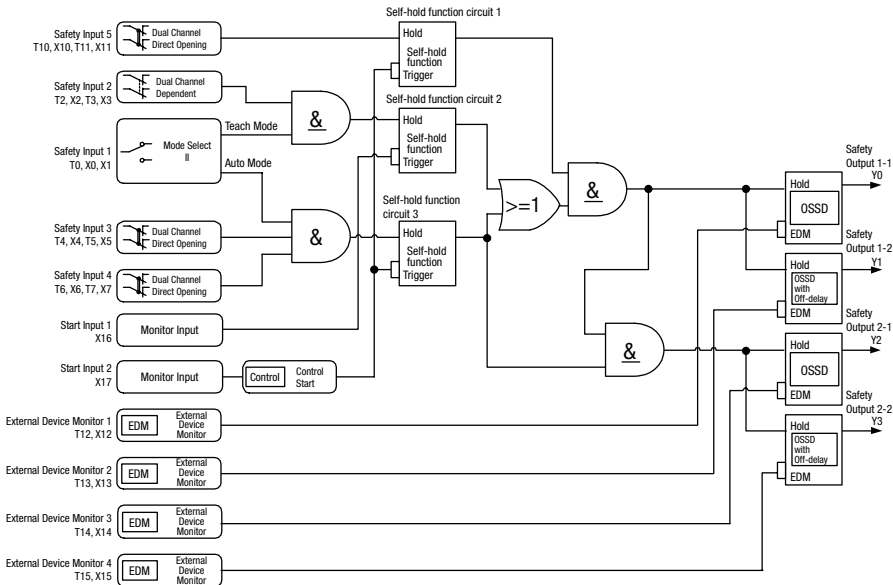 Self-hold function circuit 1
Safety Input 5
T10, X10, T11, X11
Dual Channel
Direct Opening
Hold
Self-hold
function
Trigger
Safety Input 2
T2, X2, T3, X3
Dual Channel
Dependent
&
Self-hold function circuit 2
Hold
Self-hold
function
Trigger
Teach Mode
Safety Input 1
T0, X0, X1
Mode Select
II
Auto Mode
Self-hold function
circuit 3
Hold
Self-hold
function
Trigger
Safety Input 3
T4, X4, T5, X5
Dual Channel
Direct Opening
&
Safety Input 4
T6, X6, T7, X7
Dual Channel
Direct Opening
>=1
&
&
Start Input 1
X16
Monitor Input
Start Input 2
X17
Monitor Input
Control
Control
Start
External Device Monitor 1
T12, X12
EDM
External
Device
Monitor
External Device Monitor 2
T13, X13
EDM
External
Device
Monitor
External Device Monitor 3
T14, X14
EDM
External
Device
Monitor
External Device Monitor 4
T15, X15
EDM
External
Device
Monitor
Safety
Output 1-1
Y0
Hold
OSSD
EDM
Safety
Output 1-2
Y1
Hold
OSSD
with
Off-delay
EDM
Safety
Output 2-1
Y2
Hold
OSSD
EDM
Safety
Output 2-2
Y3
Hold
OSSD
with
Off-delay
EDM